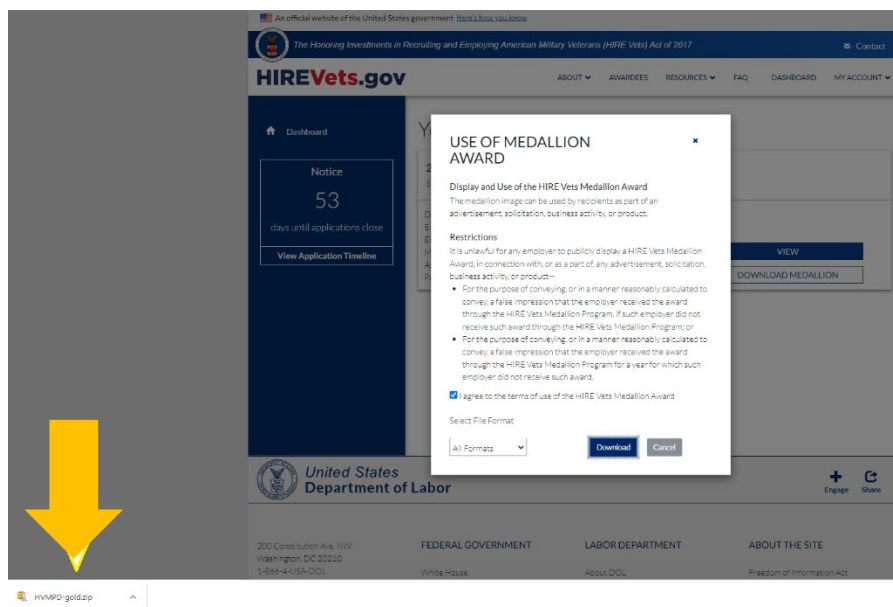 An official website of the United States government Here's how you know
The Honoring Investments in Recruiting and Employing American Military Veterans (HIRE Vets) Act of 2017
Contact
HIREVets.gov
ABOUT AWARDEES RESOURCES FAQ DASHBOARD MY ACCOUNT
Dashboard
Notice
53
days until applications close
View Application Timeline
USE OF MEDALLION
AWARD
Display and Use of the HIRE Vets Medallion Award
The medallion image can be used by recipients as part of an
advertisement, solicitation, business activity, or product.
Restrictions
It is unlawful for any employer to publicly display a HIRE Vets Medallion
Award, in connection with, or as a part of, any advertisement, solicitation,
business activity, or product—
• For the purpose of conveying, or in a manner reasonably calculated to
convey, a false impression that the employer received the award
through the HIRE Vets Medallion Program, if such employer did not
receive such award through the HIRE Vets Medallion Program; or
• For the purpose of conveying, or in a manner reasonably calculated to
convey, a false impression that the employer received the award
through the HIRE Vets Medallion Program for a year for which such
employer did not receive such award.
I agree to the terms of use of the HIRE Vets Medallion Award
Select File Format
All Formats
Download
Cancel
VIEW
DOWNLOAD MEDALLION
United States
Department of Labor
Engage Share
200 Constitution Ave. NW
Washington, DC 20210
1-866-4-USA-DOL
FEDERAL GOVERNMENT
White House
LABOR DEPARTMENT
About DOL
ABOUT THE SITE
Freedom of Information Act
HVMPD-gold.zip